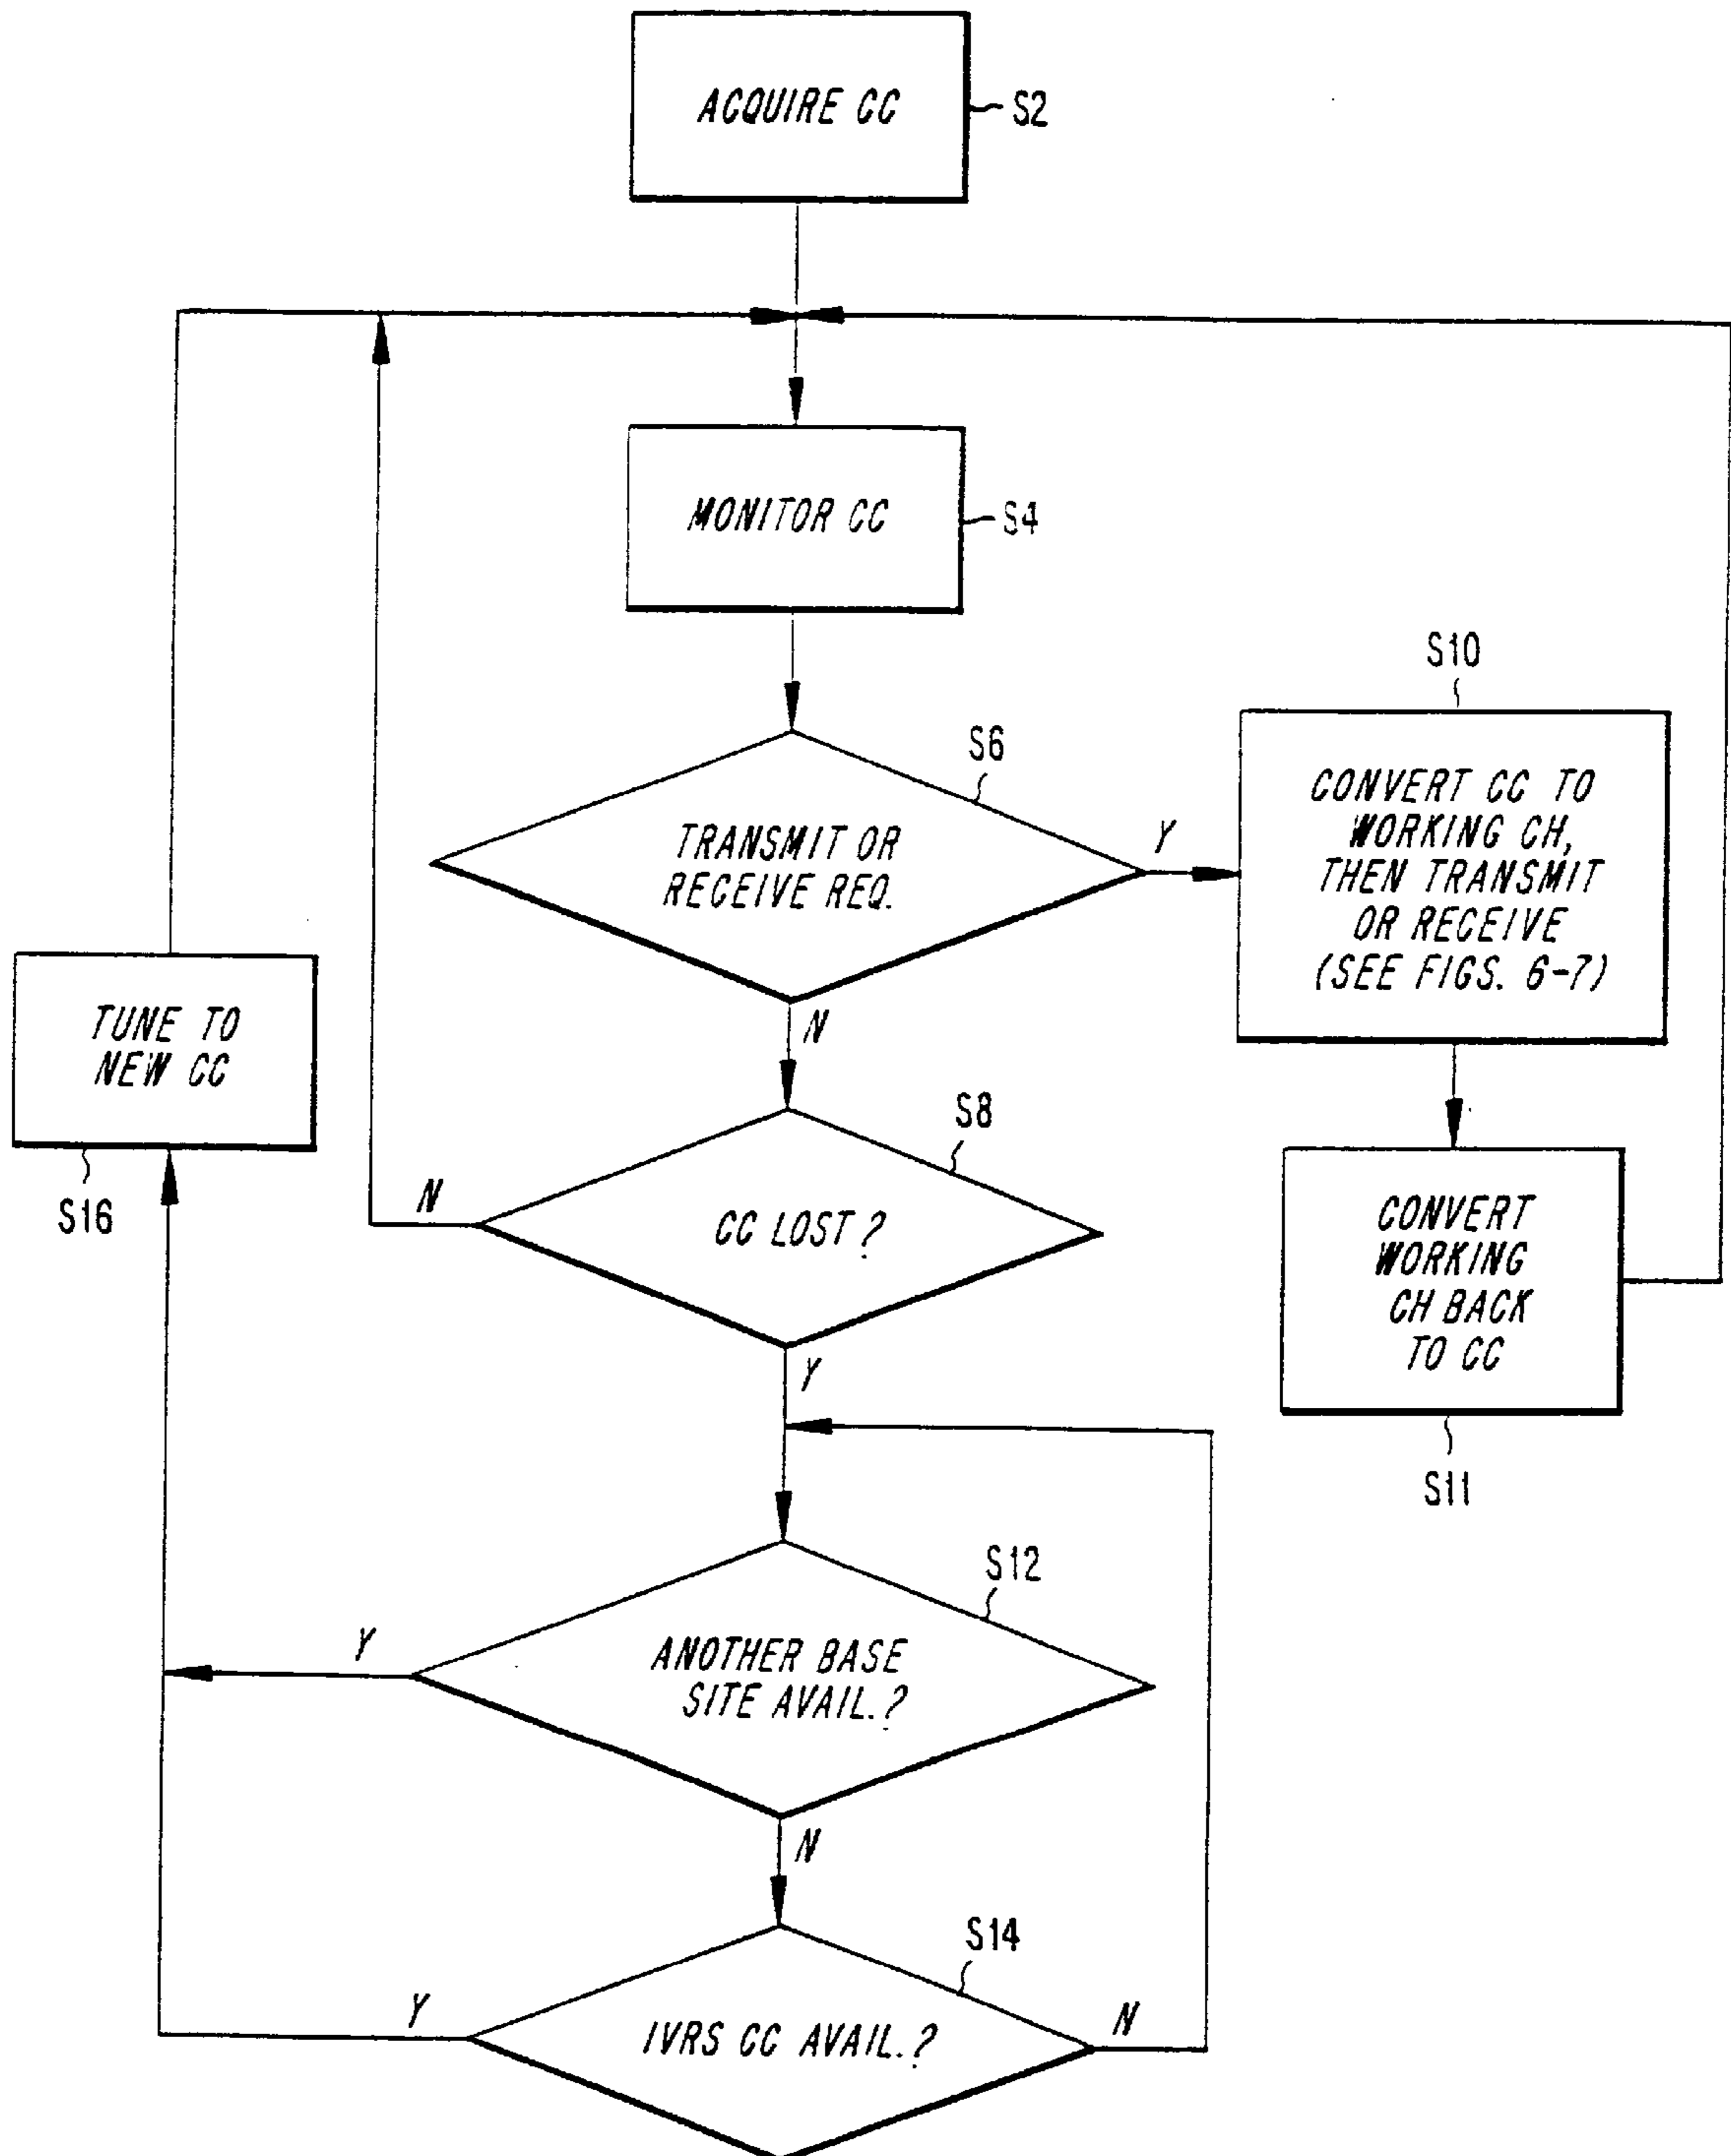 ACQUIRE CC
S2
MONITOR CC
S4
S10
S6
TRANSMIT OR
RECEIVE REQ.
Y
N
CONVERT CC TO
WORKING CH,
THEN TRANSMIT
OR RECEIVE
(SEE FIGS. 6-7)
TUNE TO
NEW CC
S16
S8
CC LOST?
N
Y
CONVERT
WORKING
CH BACK
TO CC
S11
S12
ANOTHER BASE
SITE AVAIL.?
Y
N
S14
IVRS CC AVAIL.?
Y
N